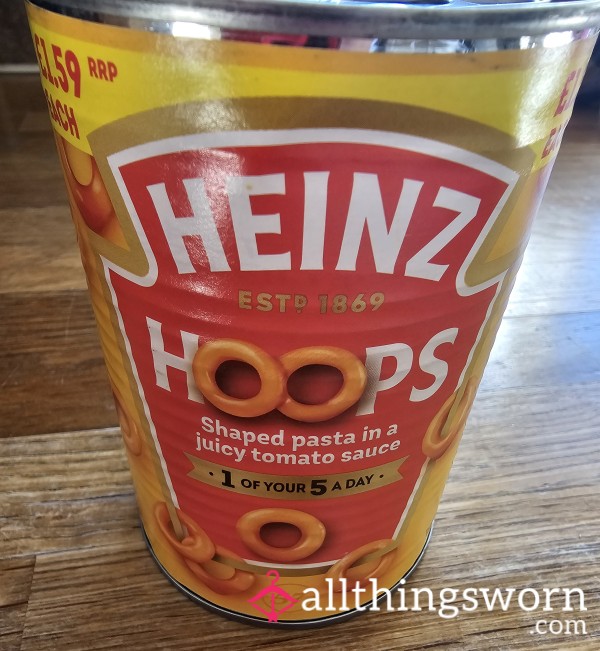 £1.59 RRP
EACH
HEINZ
ESTD 1869
HOOPS
Shaped pasta in a
juicy tomato sauce
• 1 OF YOUR 5 A DAY •
allthingsworn
.com